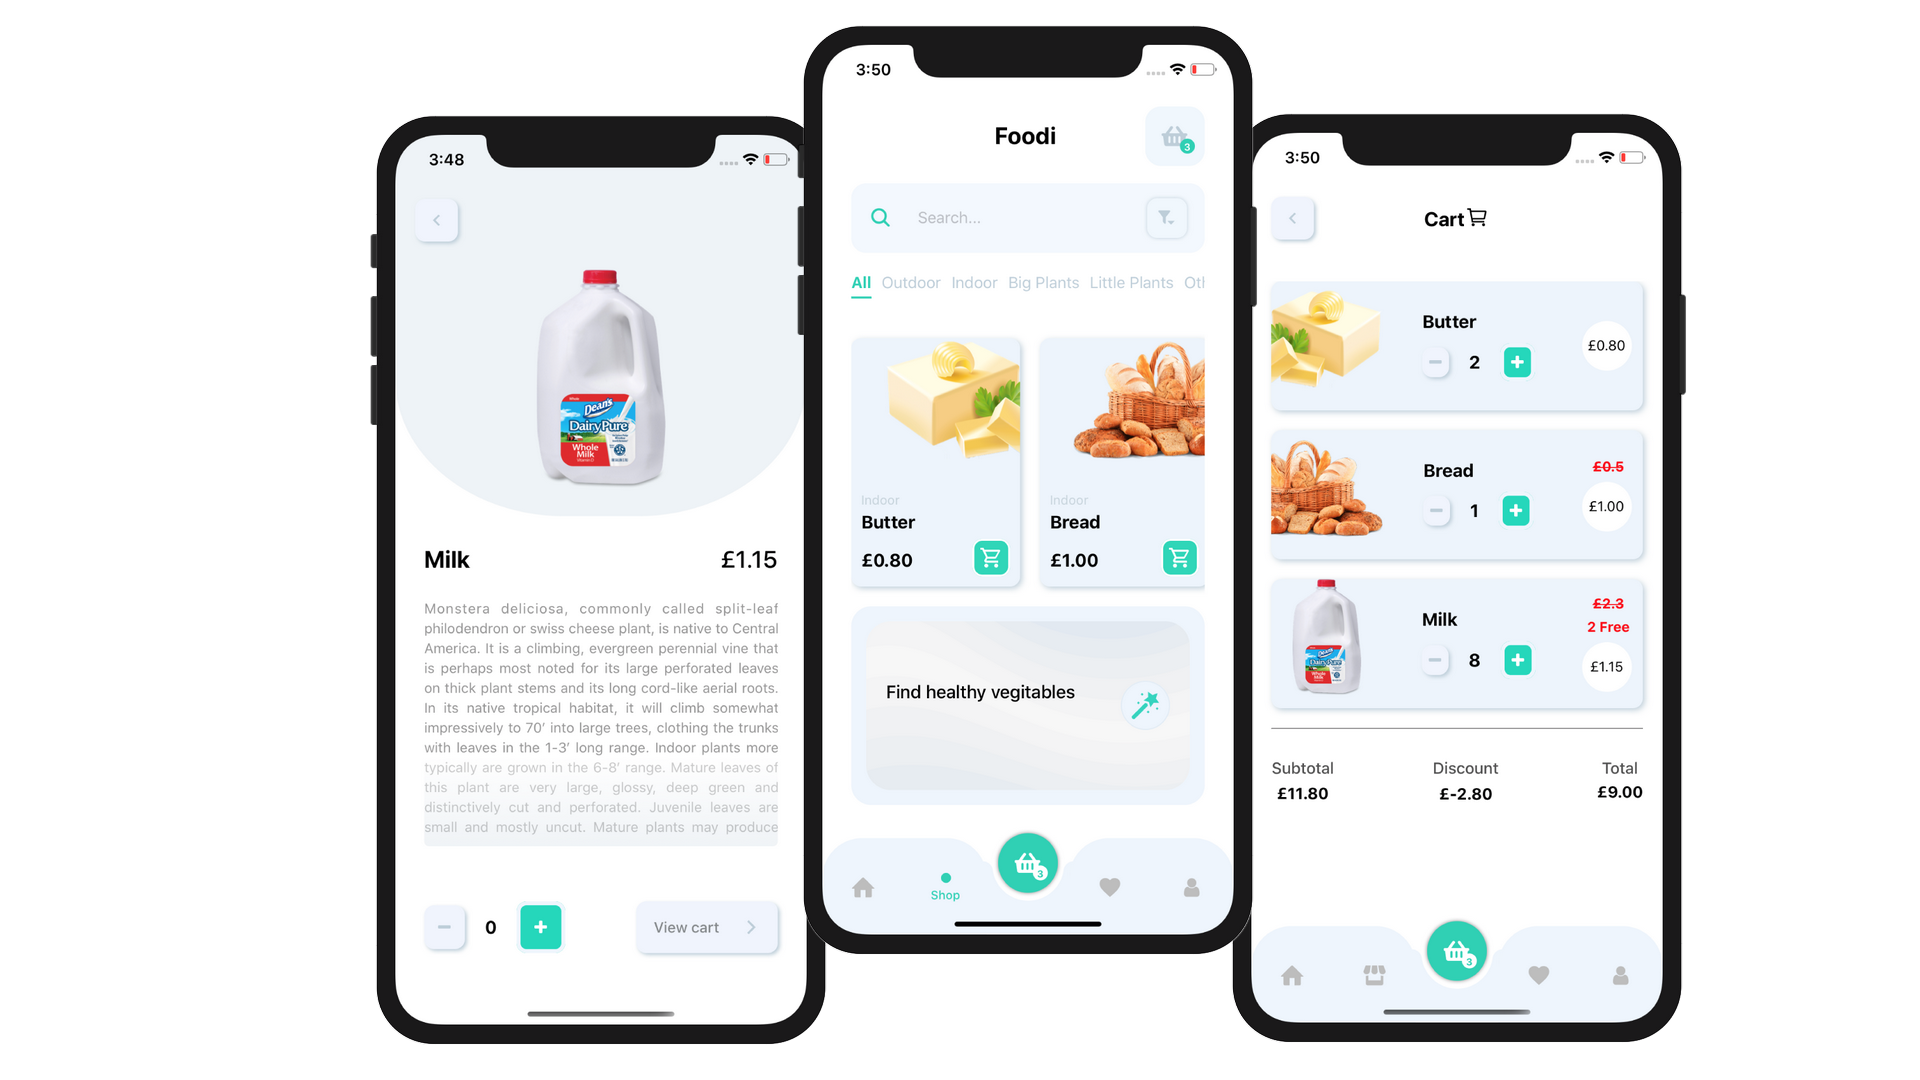 3:48
Dean's
DairyPure
Whole
Milk
Milk
£1.15
Monstera deliciosa, commonly called split-leaf
philodendron or swiss cheese plant, is native to Central
America. It is a climbing, evergreen perennial vine that
is perhaps most noted for its large perforated leaves
on thick plant stems and its long cord-like aerial roots.
In its native tropical habitat, it will climb somewhat
impressively to 70′ into large trees, clothing the trunks
with leaves in the 1-3′ long range. Indoor plants more
typically are grown in the 6-8′ range. Mature leaves of
this plant are very large, glossy, deep green and
distinctively cut and perforated. Juvenile leaves are
small and mostly uncut. Mature plants may produce
0
View cart
3:50
Foodi
3
Search...
All Outdoor Indoor Big Plants Little Plants Oth
Indoor
Butter
£0.80
Indoor
Bread
£1.00
Find healthy vegitables
Shop
3
3:50
Cart
Butter
2
£0.80
Bread
1
£0.5
£1.00
Dean's
DairyPure
Whole
Milk
Milk
8
£2.3
2 Free
£1.15
Subtotal Discount Total
£11.80 £-2.80 £9.00
3